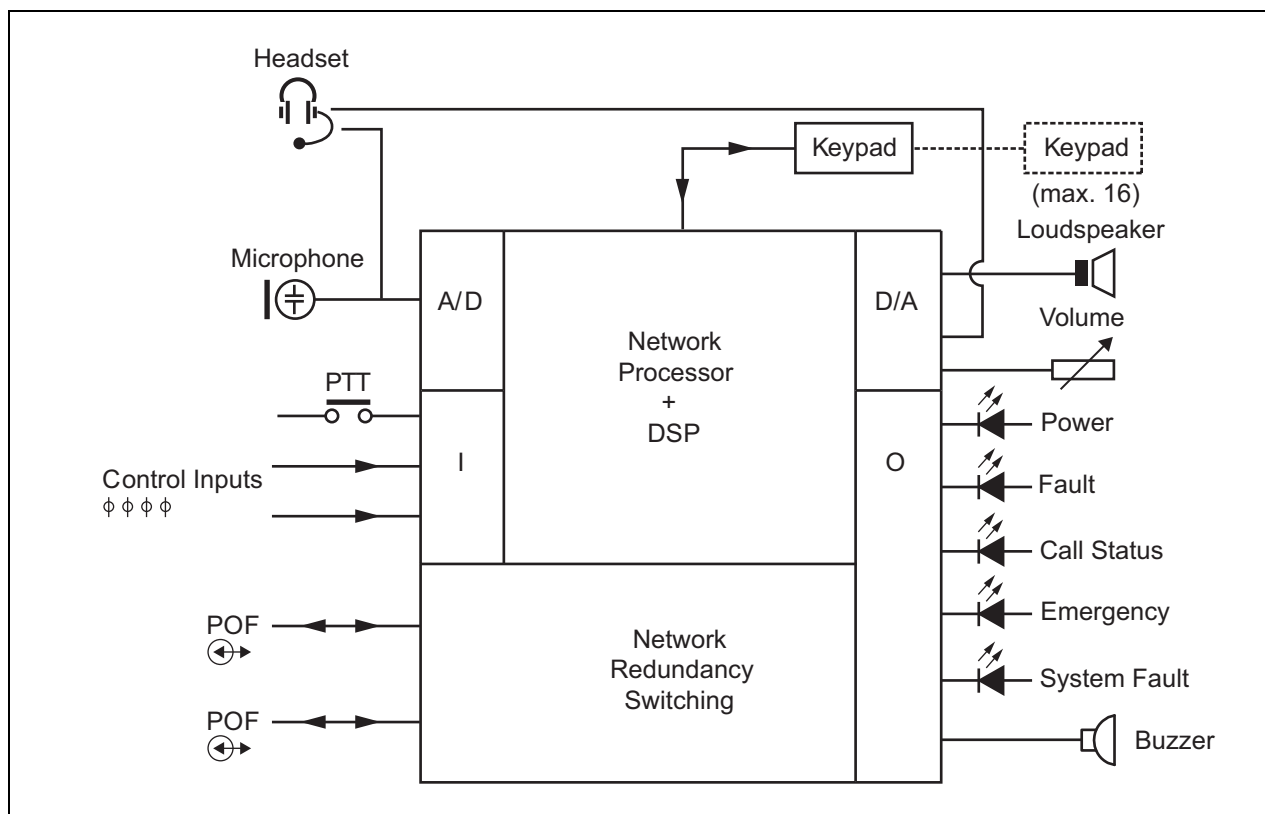 Headset
Keypad
Keypad
(max. 16)
Loudspeaker
Microphone
A/D
D/A
Volume
Network
Processor
+
DSP
PTT
Power
I
O
Control Inputs
Fault
Call Status
POF
Network
Redundancy
Switching
Emergency
System Fault
POF
Buzzer